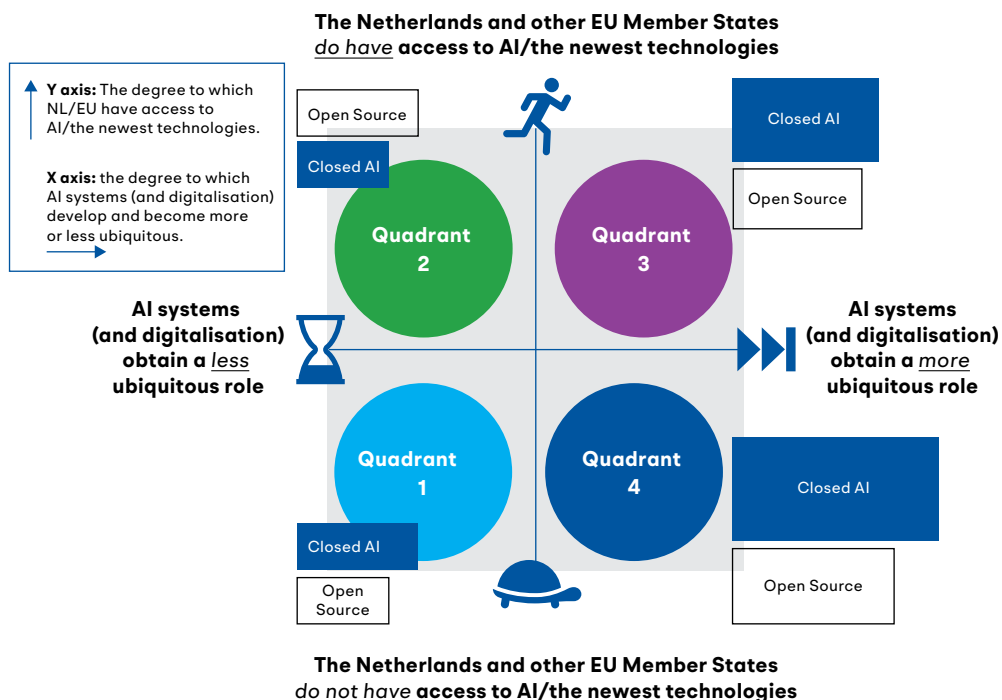 The Netherlands and other EU Member States
do have access to AI/the newest technologies
Y axis: The degree to which
NL/EU have access to
AI/the newest technologies.
X axis: the degree to which
AI systems (and digitalisation)
develop and become more
or less ubiquitous.
Open Source
Closed AI
Closed AI
Open Source
Quadrant
2
Quadrant
3
AI systems
(and digitalisation)
obtain a less
ubiquitous role
AI systems
(and digitalisation)
obtain a more
ubiquitous role
Quadrant
1
Quadrant
4
Closed AI
Open
Source
Closed AI
Open Source
The Netherlands and other EU Member States
do not have access to AI/the newest technologies